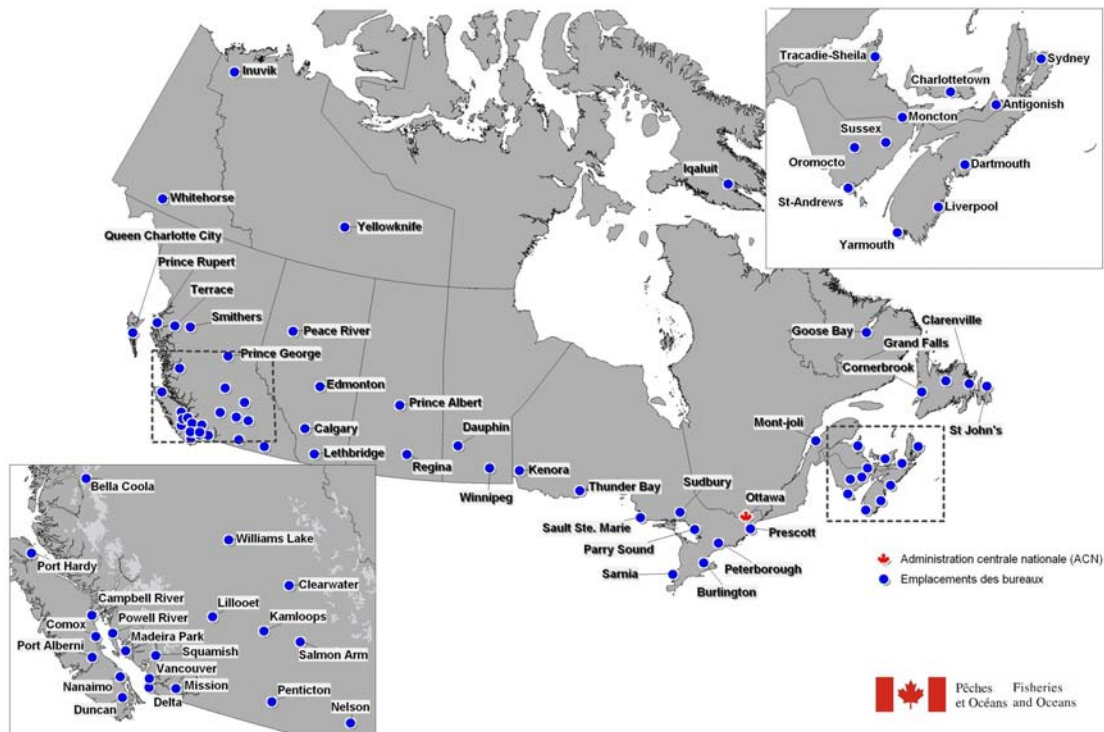 Inuvik
Iqaluit
Whitehorse
Yellowknife
Queen Charlotte City
Prince Rupert
Terrace
Smithers
Peace River
Prince George
Edmonton
Prince Albert
Calgary
Dauphin
Lethbridge
Regina
Winnipeg
Kenora
Thunder Bay
Sudbury
Ottawa
Sault Ste. Marie
Parry Sound
Prescott
Peterborough
Sarnia
Burlington
Goose Bay
Clarenville
Grand Falls
Cornerbrook
St John's
Mont-joli
Tracadie-Sheila
Sydney
Charlottetown
Antigonish
Moncton
Sussex
Oromocto
Dartmouth
St-Andrews
Liverpool
Yarmouth
Bella Coola
Williams Lake
Port Hardy
Clearwater
Campbell River
Lillooet
Powell River
Kamloops
Comox
Madeira Park
Port Alberni
Squamish
Salmon Arm
Vancouver
Nanaimo
Mission
Penticton
Duncan
Delta
Nelson
Administration centrale nationale (ACN)
Emplacements des bureaux
Pêches Fisheries
et Océans and Oceans